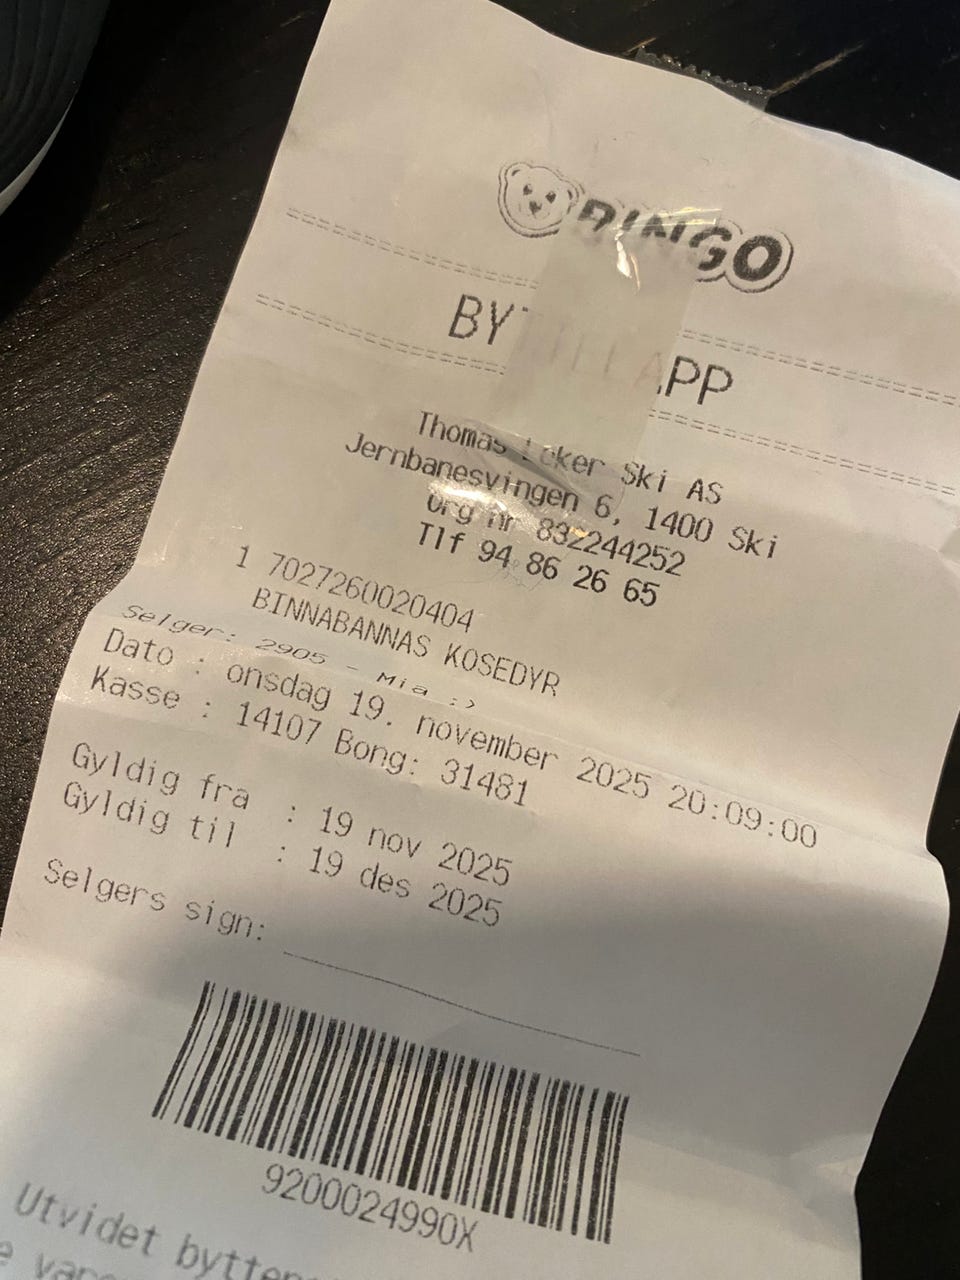 RINGO
Thomas Leker Ski AS
Jernbanesvingen 6, 1400 Ski
Org nr 832244252
Tlf 94 86 26 65
1 7027260020404
BINNABANNAS KOSEDYR
Selger: 2905 - Mia :)
Dato : onsdag 19. november 2025 20:09:00
Kasse : 14107 Bong: 31481
Gyldig fra : 19 nov 2025
Gyldig til : 19 des 2025
Selgers sign:
9200024990X
Utvidet